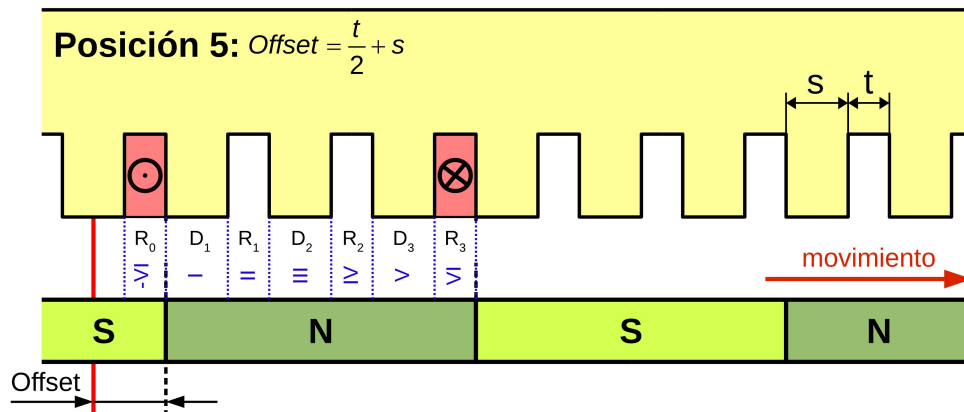 Posición 5: Offset = t/2 + s
s t
R₀ D₁ R₁ D₂ R₂ D₃ R₃
-VI I II III IV V VI
movimiento
S N S N
Offset